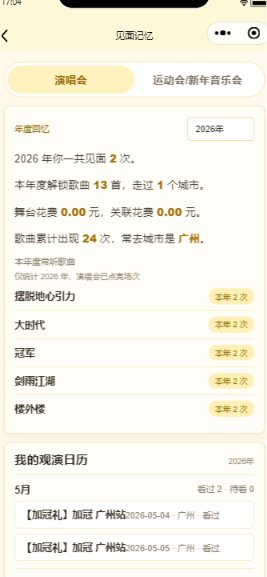 17:04
见面记忆
演唱会
运动会/新年音乐会
年度回忆
2026年
2026 年你一共见面 2 次。
本年度解锁歌曲 13 首，走过 1 个城市。
舞台花费 0.00 元，关联花费 0.00 元。
歌曲累计出现 24 次，常去城市是 广州。
本年度常听歌曲
仅统计 2026 年、演唱会已点亮场次
摆脱地心引力 本年 2 次
大时代 本年 2 次
冠军 本年 2 次
剑雨江湖 本年 2 次
楼外楼 本年 2 次
我的观演日历 2026年
5月 看过 2 · 待看 0
【加冠礼】加冠 广州站2026-05-04 · 广州 · 看过
【加冠礼】加冠 广州站2026-05-05 · 广州 · 看过